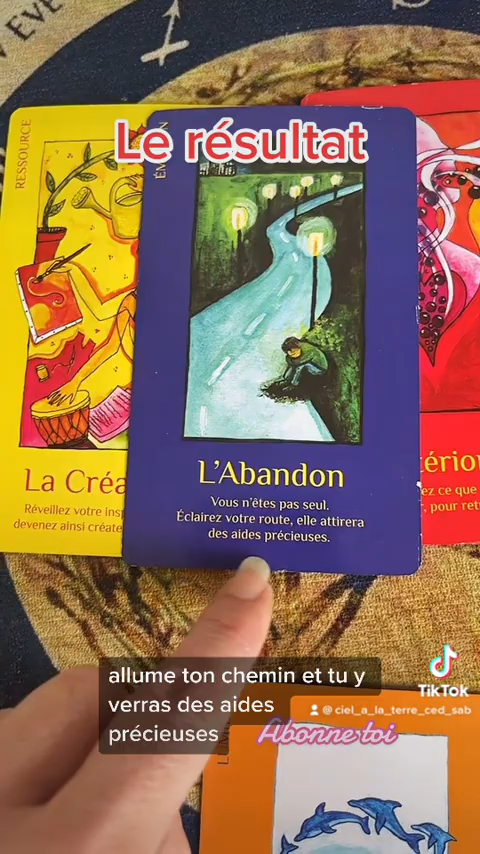 EVE
RESSOURCE
Le résultat
La Créa
Réveillez votre insp
devenez ainsi créate
L'Abandon
Vous n'êtes pas seul.
Éclairez votre route, elle attirera
des aides précieuses.
térieu
ez ce que
r, pour ret
allume ton chemin et tu y
verras des aides
précieuses
TikTok
@ ciel_a_la_terre_ced_sab
Abonne toi